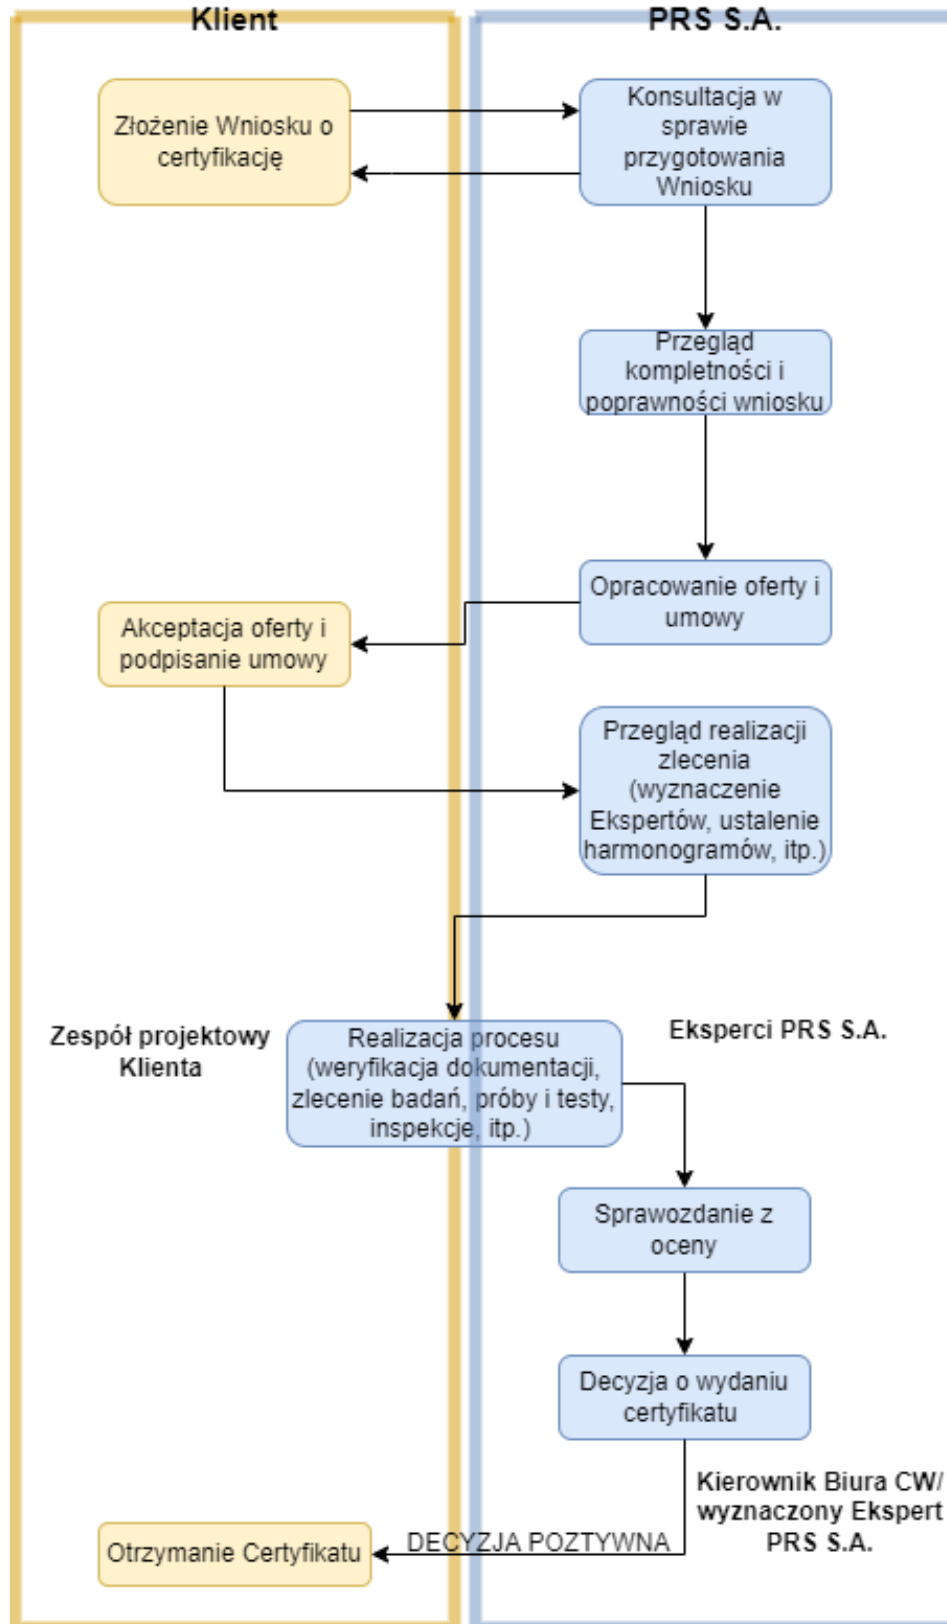 Klient
PRS S.A.
Złożenie Wniosku o
certyfikację
Konsultacja w
sprawie
przygotowania
Wniosku
Przegląd
kompletności i
poprawności wniosku
Opracowanie oferty i
umowy
Akceptacja oferty i
podpisanie umowy
Przegląd realizacji
zlecenia
(wyznaczenie
Ekspertów, ustalenie
harmonogramów, itp.)
Zespół projektowy
Klienta
Realizacja procesu
(weryfikacja dokumentacji,
zlecenie badań, próby i testy,
inspekcje, itp.)
Eksperci PRS S.A.
Sprawozdanie z
oceny
Decyzja o wydaniu
certyfikatu
Kierownik Biura CW/
wyznaczony Ekspert
PRS S.A.
DECYZJA POZTYWNA
Otrzymanie Certyfikatu